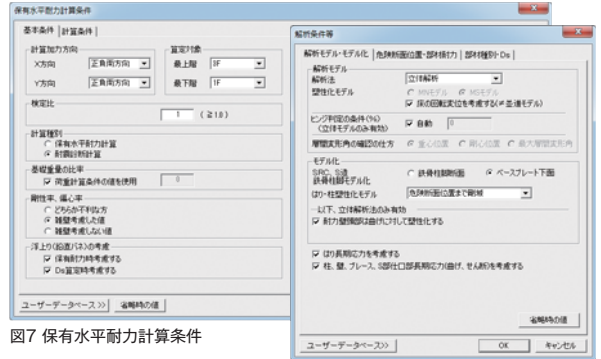 保有水平耐力計算条件
基本条件 計算条件
計算加力方向
X方向 正負両方向
Y方向 正負両方向
算定対象
最上階 3F
最下階 1F
検定比
1 (≧1.0)
計算種別
保有水平耐力計算
耐震診断計算
基礎重量の比率
荷重計算条件の値を使用 0
剛性率、偏心率
どちらか不利な方
雑壁考慮した値
雑壁考慮しない値
浮上り(鉛直バネ)の考慮
保有耐力時考慮する
Ds算定時考慮する
ユーザーデータベース>> 省略時の値
図7 保有水平耐力計算条件
解析条件等
解析モデル・モデル化 危険断面位置・部材耐力 部材種別・Ds
解析モデル
解析法 立体解析
塑性化モデル MNモデル MSモデル
床の回転変位を考慮する(≠並進モデル)
ヒンジ判定の条件(%)
(立体モデルのみ有効) 自動 0
層間変形角の確認の仕方 重心位置 剛心位置 最大層間変形角
モデル化
SRC、S造
鉄骨柱脚モデル化 鉄骨柱脚断面 ベースプレート下面
はり・柱塑性化モデル 危険断面位置まで剛域
以下、立体解析法のみ有効
耐力壁頭部は曲げに対して塑性化する
はり長期応力を考慮する
柱、壁、ブレース、S部仕口部長期応力(曲げ、せん断)を考慮する
省略時の値
ユーザーデータベース>> OK キャンセル